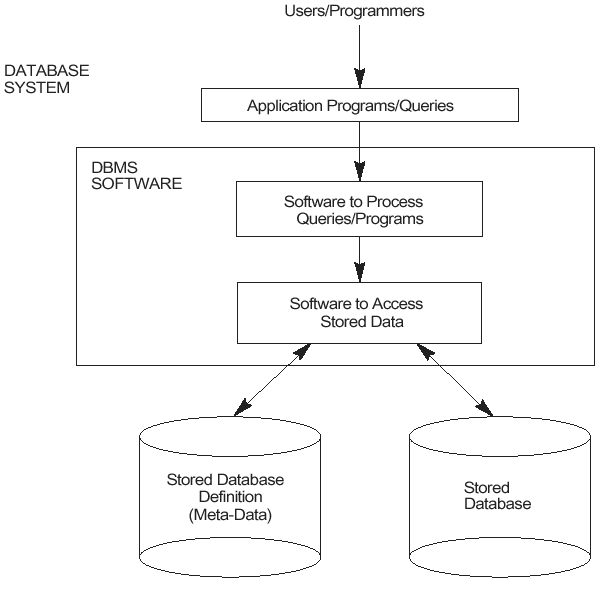 Users/Programmers
DATABASE
SYSTEM
Application Programs/Queries
DBMS
SOFTWARE
Software to Process
Queries/Programs
Software to Access
Stored Data
Stored Database
Definition
(Meta-Data)
Stored
Database